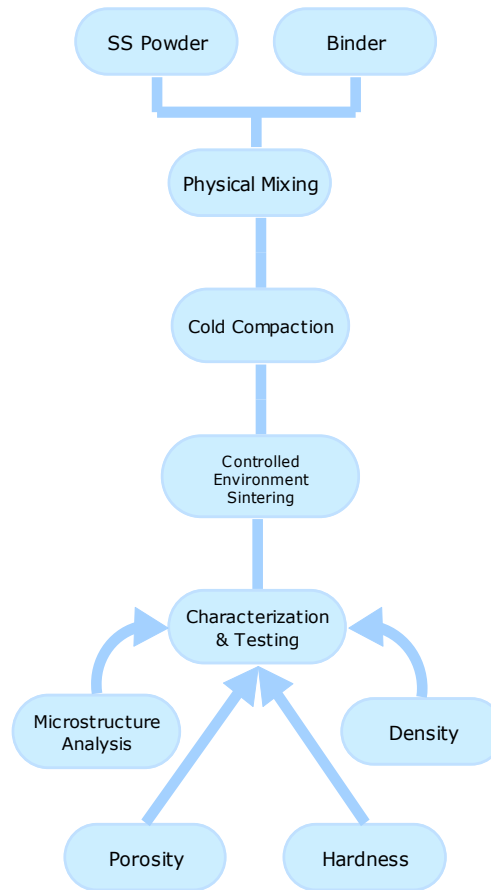 SS Powder
Binder
Physical Mixing
Cold Compaction
Controlled
Environment
Sintering
Characterization
& Testing
Microstructure
Analysis
Density
Porosity
Hardness